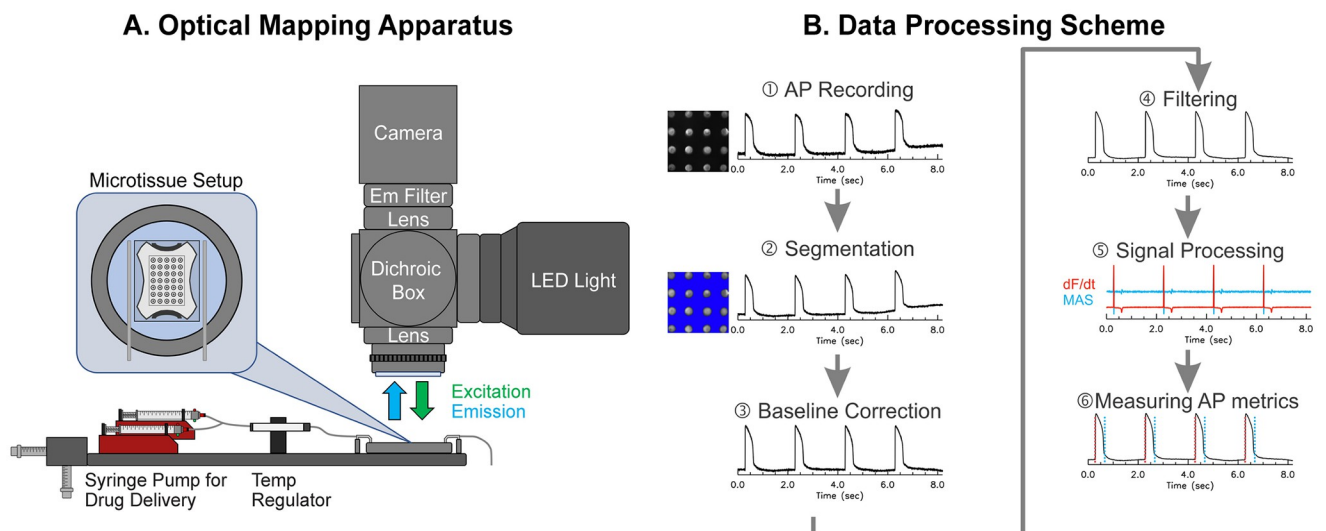 A. Optical Mapping Apparatus
Camera
Em Filter
Lens
Dichroic
Box
LED Light
Lens
Microtissue Setup
Excitation
Emission
Syringe Pump for
Drug Delivery
Temp
Regulator
B. Data Processing Scheme
① AP Recording
0.0 2.0 4.0 6.0 8.0
Time (sec)
② Segmentation
0.0 2.0 4.0 6.0 8.0
Time (sec)
③ Baseline Correction
0.0 2.0 4.0 6.0 8.0
Time (sec)
④ Filtering
0.0 2.0 4.0 6.0 8.0
Time (sec)
⑤ Signal Processing
dF/dt
MAS
0.0 2.0 4.0 6.0 8.0
Time (sec)
⑥Measuring AP metrics
0.0 2.0 4.0 6.0 8.0
Time (sec)